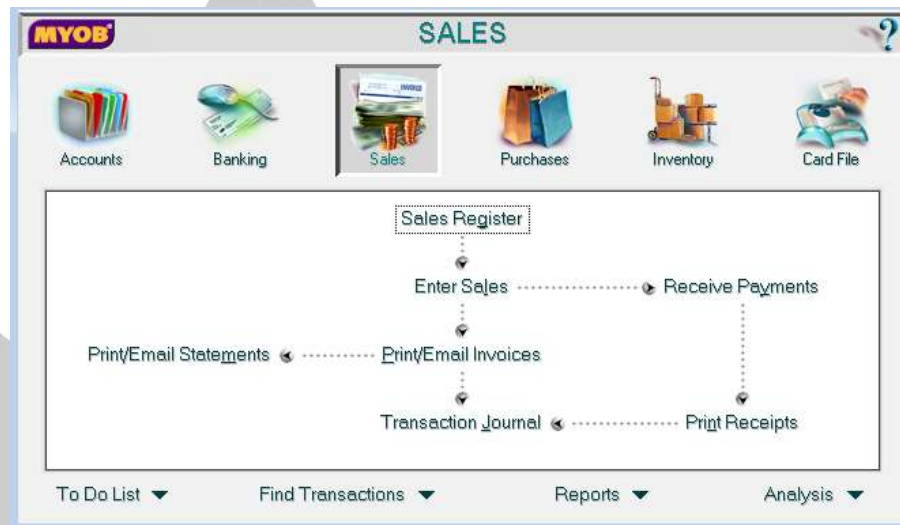 MYOB SALES ?
Accounts Banking Sales Purchases Inventory Card File
Sales Register
Enter Sales Receive Payments
Print/Email Statements Print/Email Invoices
Transaction Journal Print Receipts
To Do List Find Transactions Reports Analysis